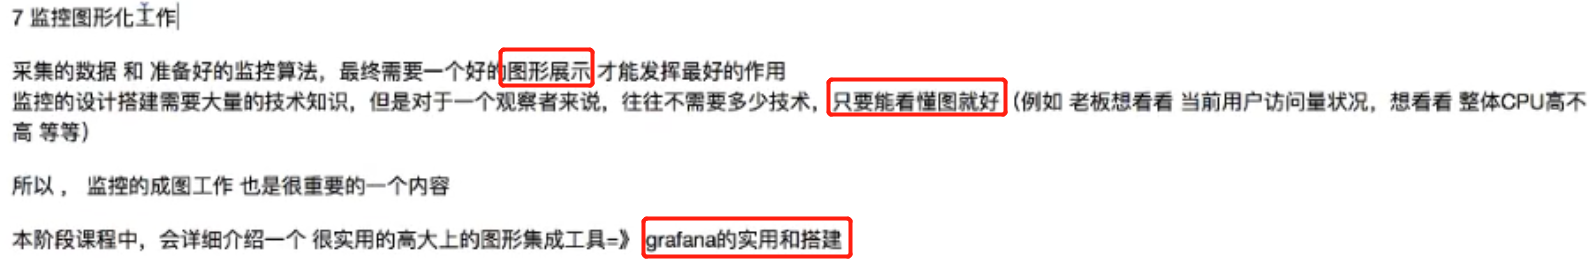 7 监控图形化工作
采集的数据 和 准备好的监控算法，最终需要一个好的图形展示 才能发挥最好的作用
监控的设计搭建需要大量的技术知识，但是对于一个观察者来说，往往不需要多少技术，只要能看懂图就好（例如 老板想看看 当前用户访问量状况，想看看 整体CPU高不
高 等等）
所以 ， 监控的成图工作 也是很重要的一个内容
本阶段课程中，会详细介绍一个 很实用的高大上的图形集成工具=》 grafana的实用和搭建